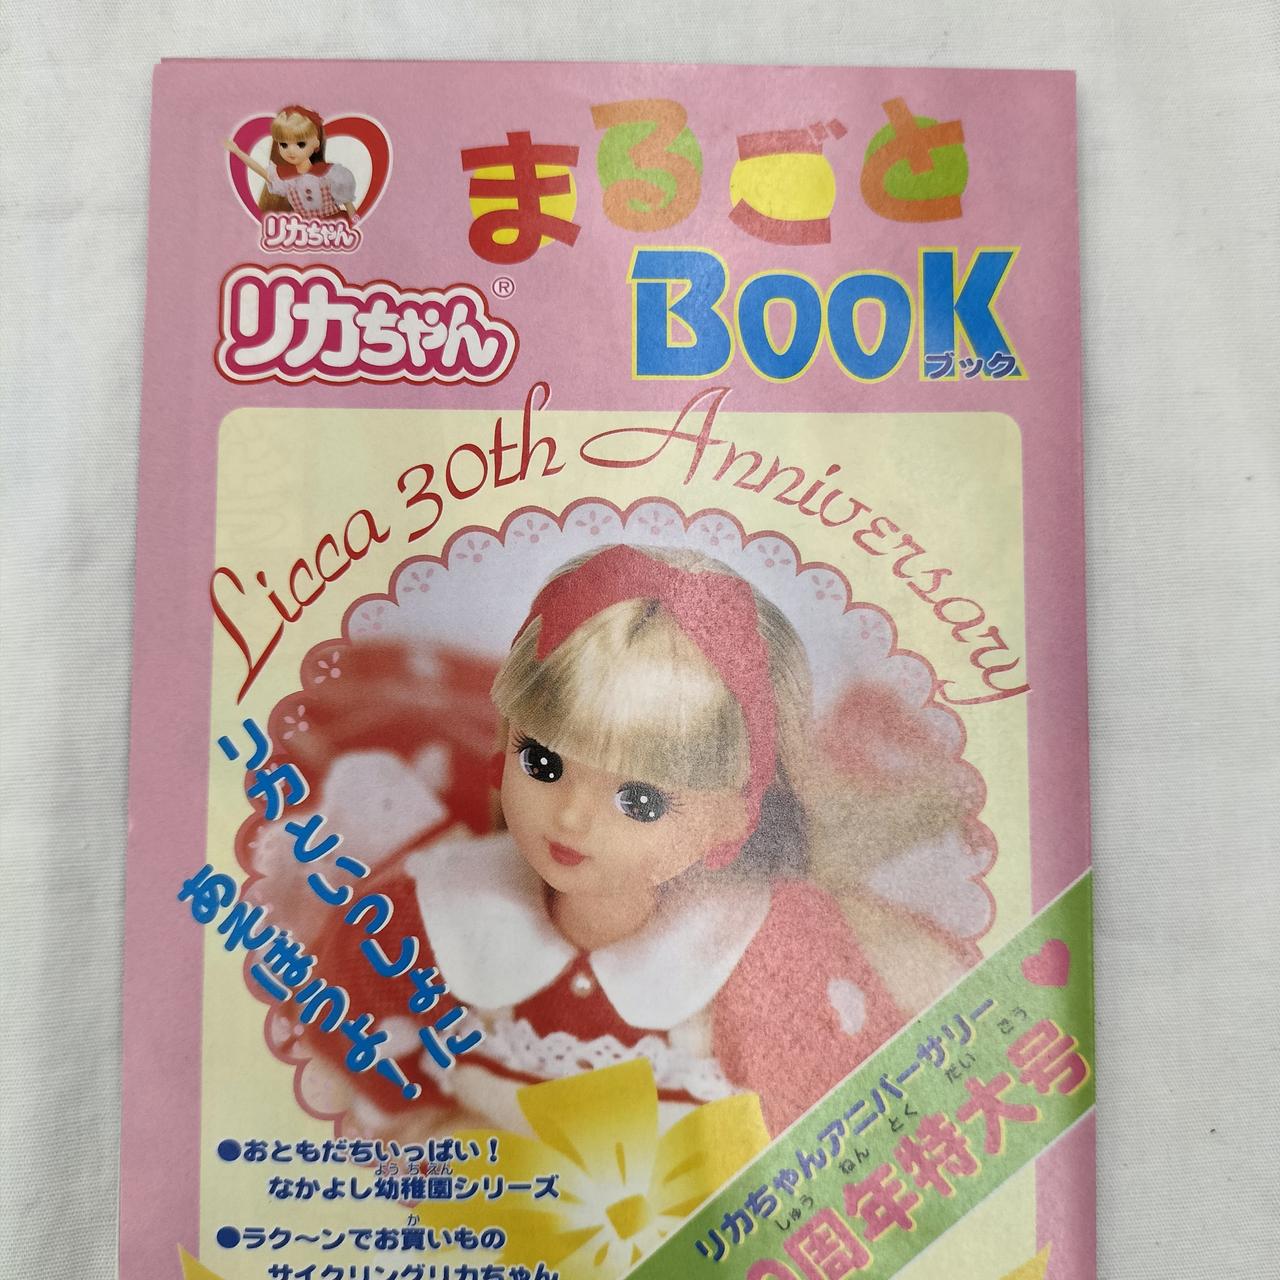 リカちゃん
まるごと
BOOK
ブック
リカちゃん®
Licca 30th Anniversary
リカといっしょに
あそぼうよ！
●おともだちいっぱい！
なかよし幼稚園シリーズ
ようちえん
●ラク〜ンでお買いもの
か
サイクリングリカちゃん
リカちゃんアニバーサリー
0周年特大号
しゅうねんとくだいごう